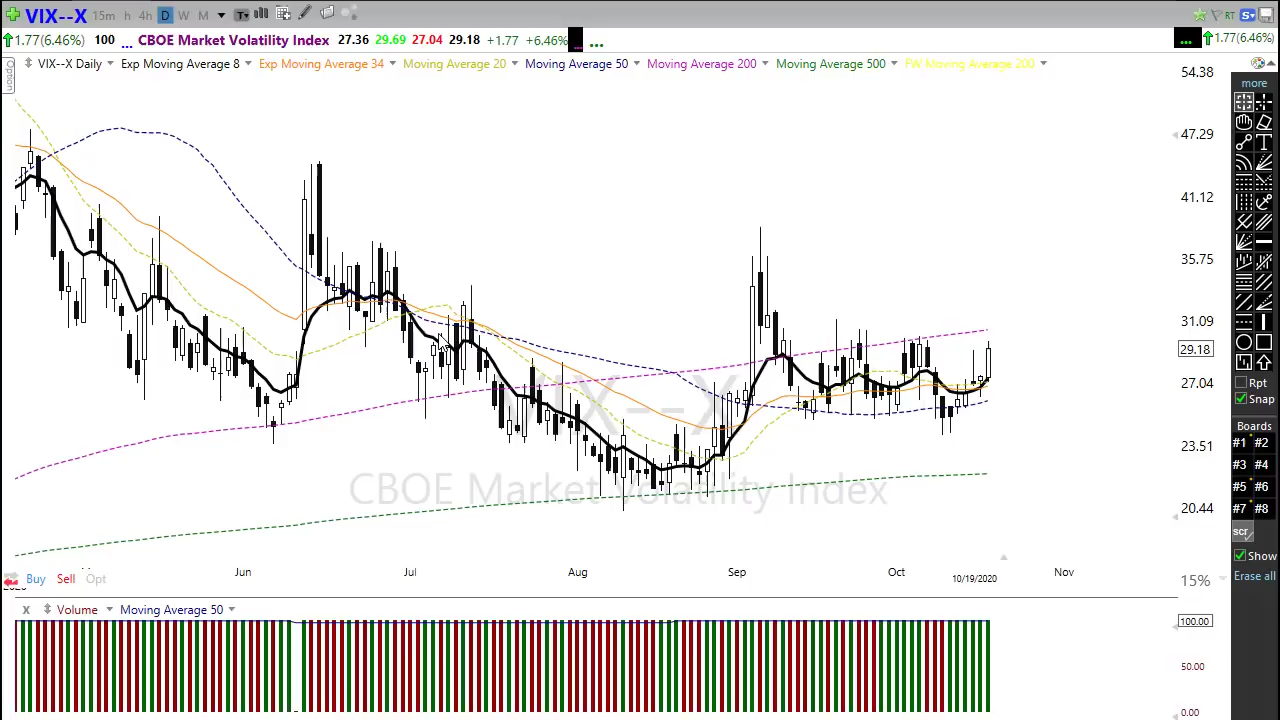 VIX--X 15m h 4h D W M T RT S
1.77(6.46%) 100 ... CBOE Market Volatility Index 27.36 29.69 27.04 29.18 +1.77 +6.46% ... ... 1.77(6.46%)
Option
VIX--X Daily Exp Moving Average 8 Exp Moving Average 34 Moving Average 20 Moving Average 50 Moving Average 200 Moving Average 500 FW Moving Average 200
54.38
47.29
41.12
35.75
31.09
29.18
27.04
23.51
20.44
VIX--X
CBOE Market Volatility Index
Jun Jul Aug Sep Oct 10/19/2020 Nov
Buy Sell Opt
15%
X Volume Moving Average 50
100.00
50.00
0.00
more
T
Rpt
Snap
Boards
#1 #2
#3 #4
#5 #6
#7 #8
scr
Show
Erase all